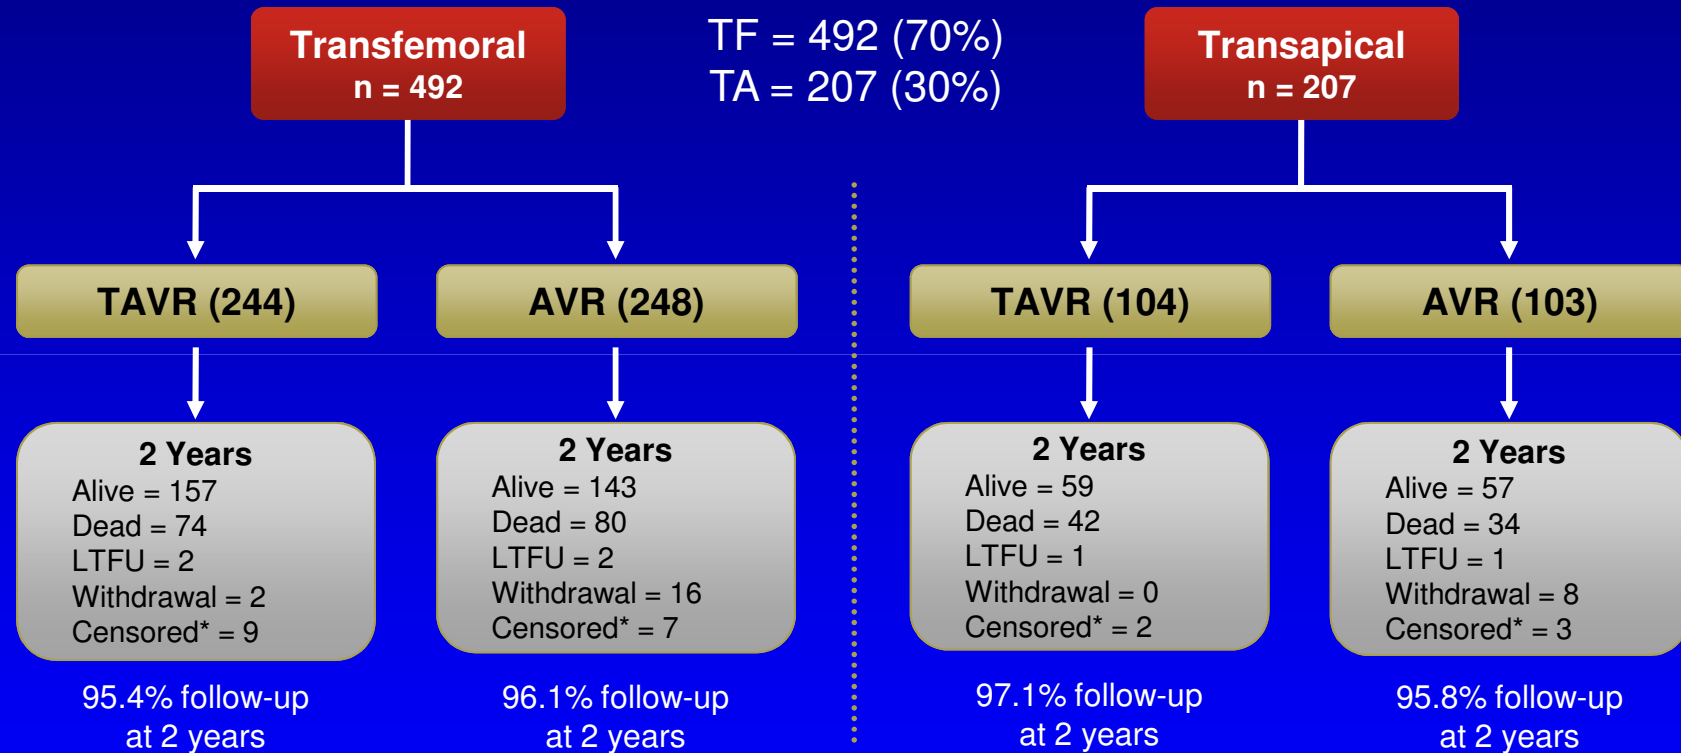 Transfemoral
n = 492
TF = 492 (70%)
TA = 207 (30%)
Transapical
n = 207
TAVR (244)
AVR (248)
TAVR (104)
AVR (103)
2 Years
Alive = 157
Dead = 74
LTFU = 2
Withdrawal = 2
Censored* = 9
2 Years
Alive = 143
Dead = 80
LTFU = 2
Withdrawal = 16
Censored* = 7
2 Years
Alive = 59
Dead = 42
LTFU = 1
Withdrawal = 0
Censored* = 2
2 Years
Alive = 57
Dead = 34
LTFU = 1
Withdrawal = 8
Censored* = 3
95.4% follow-up
at 2 years
96.1% follow-up
at 2 years
97.1% follow-up
at 2 years
95.8% follow-up
at 2 years